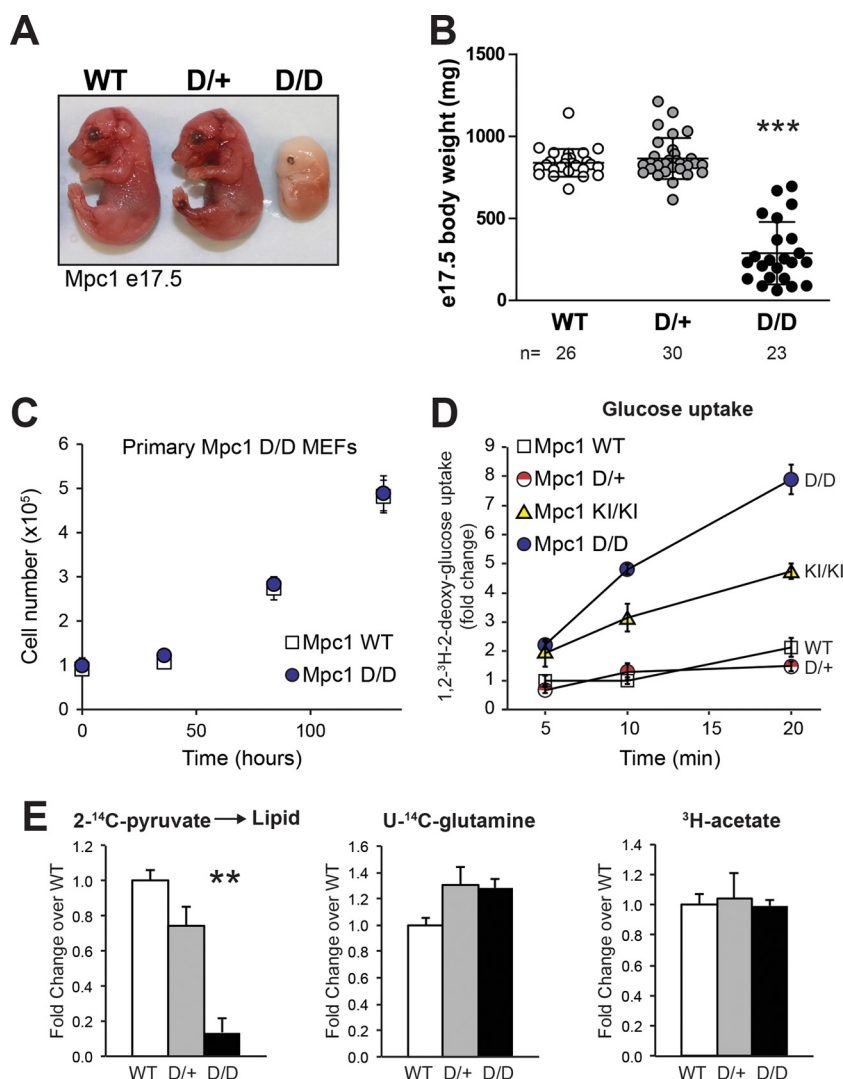 A
WT D/+ D/D
Mpc1 e17.5
B
e17.5 body weight (mg)
1500
1000
500
0
***
WT D/+ D/D
n= 26 30 23
C
Primary Mpc1 D/D MEFs
Cell number (x10⁵)
6
5
4
3
2
1
0
Mpc1 WT
Mpc1 D/D
0 50 100
Time (hours)
D
Glucose uptake
1,2-³H-2-deoxy-glucose uptake
(fold change)
9
8
7
6
5
4
3
2
1
0
Mpc1 WT
Mpc1 D/+
Mpc1 KI/KI
Mpc1 D/D
D/D
KI/KI
WT
D/+
5 10 15 20
Time (min)
E
2-¹⁴C-pyruvate → Lipid
Fold Change over WT
1.2
1.0
0.8
0.6
0.4
0.2
0.0
**
WT D/+ D/D
U-¹⁴C-glutamine
Fold Change over WT
1.6
1.4
1.2
1.0
0.8
0.6
0.4
0.2
0.0
WT D/+ D/D
³H-acetate
Fold Change over WT
1.4
1.2
1.0
0.8
0.6
0.4
0.2
0.0
WT D/+ D/D